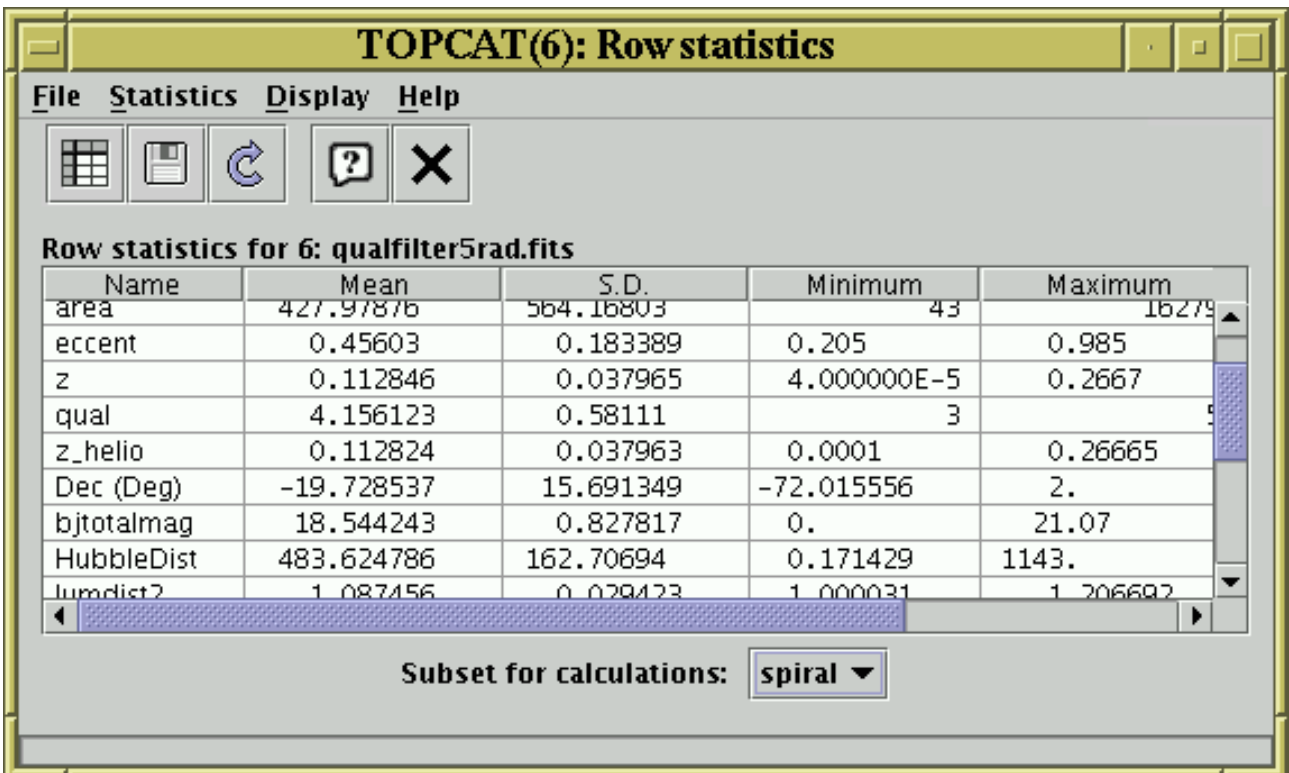 TOPCAT(6): Row statistics
File Statistics Display Help
Row statistics for 6: qualfilter5rad.fits
Name Mean S.D. Minimum Maximum
area 427.97876 564.16803 43 16279
eccent 0.45603 0.183389 0.205 0.985
z 0.112846 0.037965 4.000000E-5 0.2667
qual 4.156123 0.58111 3 5
z_helio 0.112824 0.037963 0.0001 0.26665
Dec (Deg) -19.728537 15.691349 -72.015556 2.
bjtotalmag 18.544243 0.827817 0. 21.07
HubbleDist 483.624786 162.70694 0.171429 1143.
lumdist2 1.087456 0.029423 1.000031 1.206692
Subset for calculations: spiral